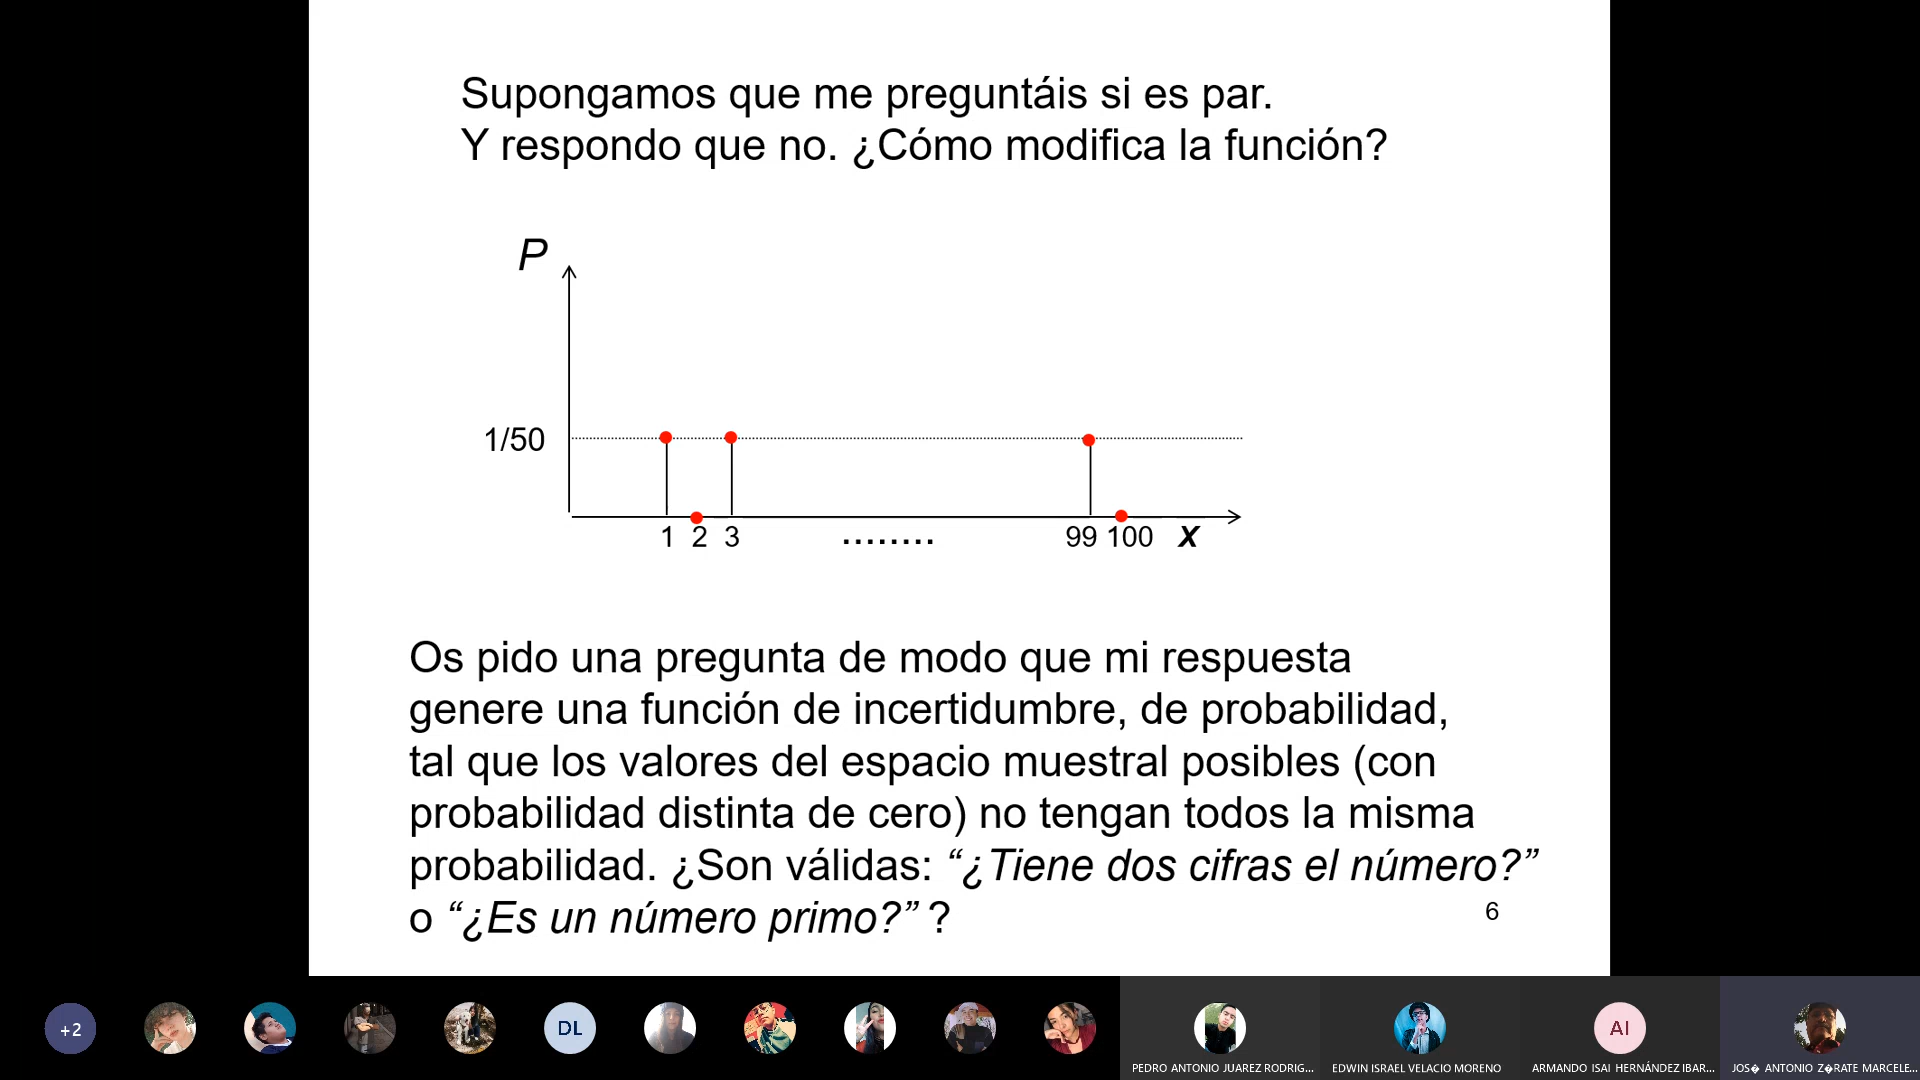 Supongamos que me preguntáis si es par.
Y respondo que no. ¿Cómo modifica la función?
P
1/50
1 2 3 ........ 99 100 x
Os pido una pregunta de modo que mi respuesta
genere una función de incertidumbre, de probabilidad,
tal que los valores del espacio muestral posibles (con
probabilidad distinta de cero) no tengan todos la misma
probabilidad. ¿Son válidas: “¿Tiene dos cifras el número?”
o “¿Es un número primo?” ?
6
+2
DL
AI
PEDRO ANTONIO JUAREZ RODRIG...
EDWIN ISRAEL VELACIO MORENO
ARMANDO ISAI HERNÁNDEZ IBAR...
JOS� ANTONIO Z�RATE MARCELE...